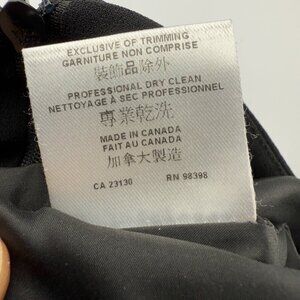 EXCLUSIVE OF TRIMMING
GARNITURE NON COMPRISE
裝飾品除外
PROFESSIONAL DRY CLEAN
NETTOYAGE À SEC PROFESSIONNEL
專業乾洗
MADE IN CANADA
FAIT AU CANADA
加拿大製造
CA 23130 RN 98398